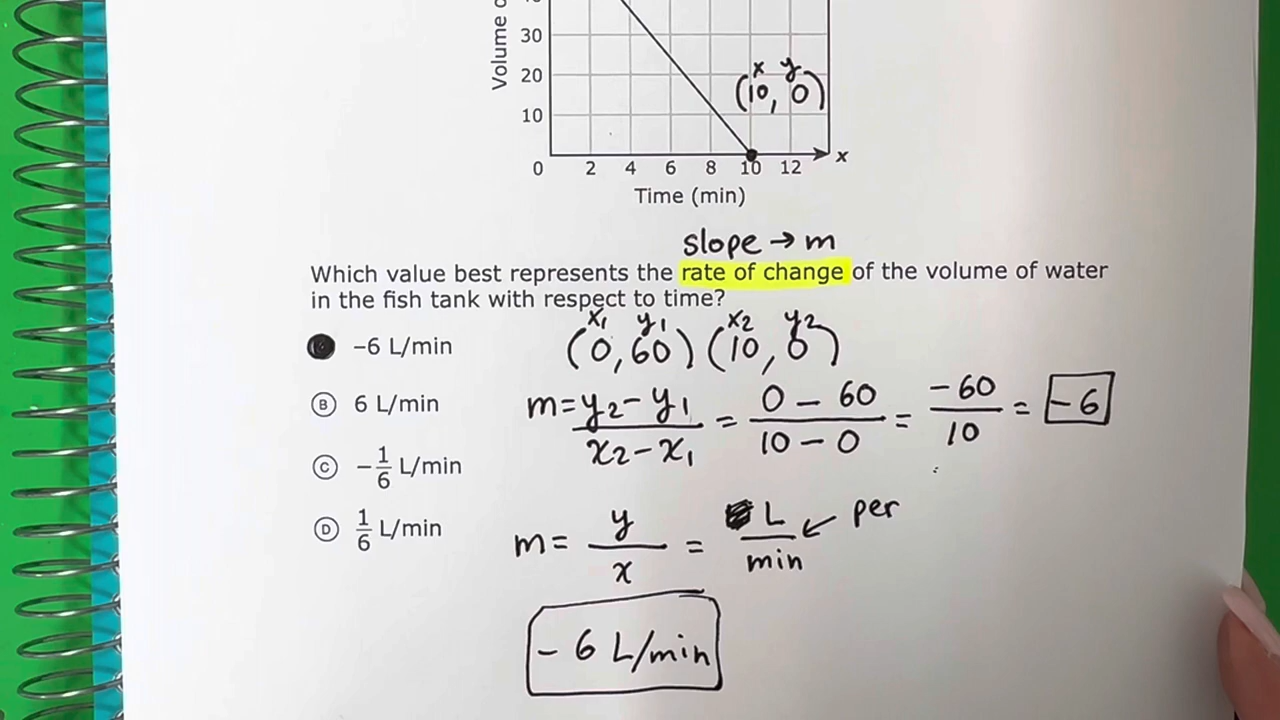 Volume o
30
20
10
0 2 4 6 8 10 12 x
Time (min)
x y
(10, 0)
slope → m
Which value best represents the rate of change of the volume of water
in the fish tank with respect to time?
x₁ y₁ x₂ y₂
(0, 60) (10, 0)
–6 L/min
B 6 L/min
C –1/6 L/min
D 1/6 L/min
m = y₂ – y₁ / x₂ – x₁ = 0 – 60 / 10 – 0 = –60 / 10 = –6
m = y / x = L / min ← per
– 6 L/min